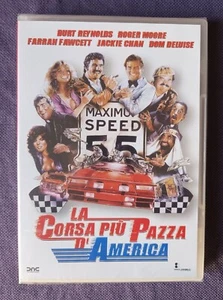 BURT REYNOLDS ROGER MOORE
FARRAH FAWCETT JACKIE CHAN DOM DELUISE
MAXIMUM
SPEED
55
LA
CORSA PIÙ PAZZA
D'AMERICA